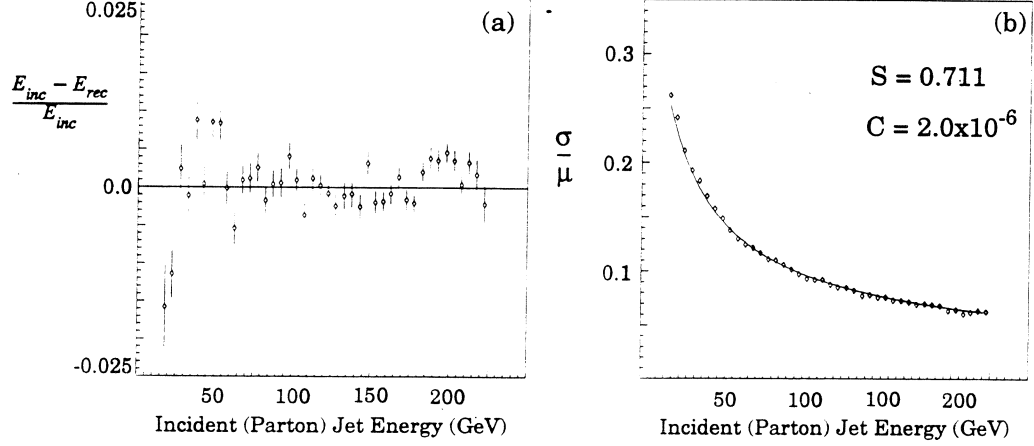 0.025
(a)
E_inc − E_rec
E_inc
0.0
-0.025
50 100 150 200
Incident (Parton) Jet Energy (GeV)
(b)
0.3
S = 0.711
C = 2.0x10^-6
σ
μ
0.2
0.1
50 100 100 200
Incident (Parton) Jet Energy (GeV)